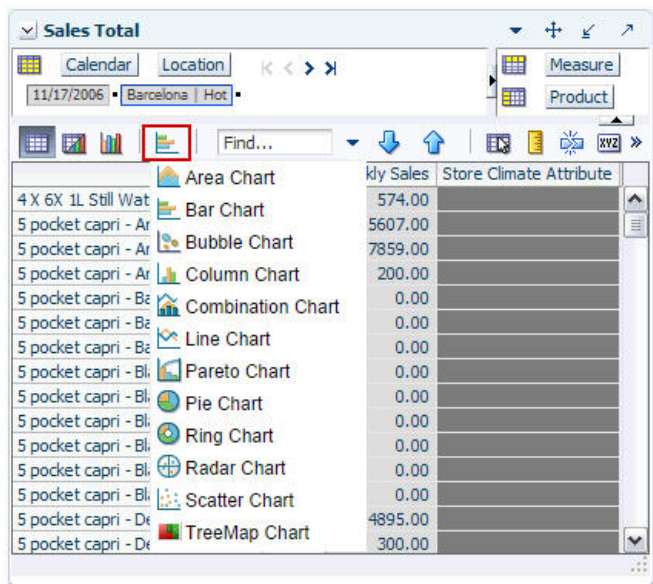 Sales Total
Calendar Location Measure
11/17/2006 Barcelona | Hot Product
Find... XYZ
kly Sales Store Climate Attribute
Area Chart
Bar Chart
Bubble Chart
Column Chart
Combination Chart
Line Chart
Pareto Chart
Pie Chart
Ring Chart
Radar Chart
Scatter Chart
TreeMap Chart
4 X 6X 1L Still Wat 574.00
5 pocket capri - Ar 5607.00
5 pocket capri - Ar 7859.00
5 pocket capri - Ar 200.00
5 pocket capri - Ba 0.00
5 pocket capri - Ba 0.00
5 pocket capri - Ba 0.00
5 pocket capri - Bl 0.00
5 pocket capri - Bl 0.00
5 pocket capri - Bl 0.00
5 pocket capri - Bl 0.00
5 pocket capri - Bl 0.00
5 pocket capri - Bl 0.00
5 pocket capri - De 4895.00
5 pocket capri - De 300.00